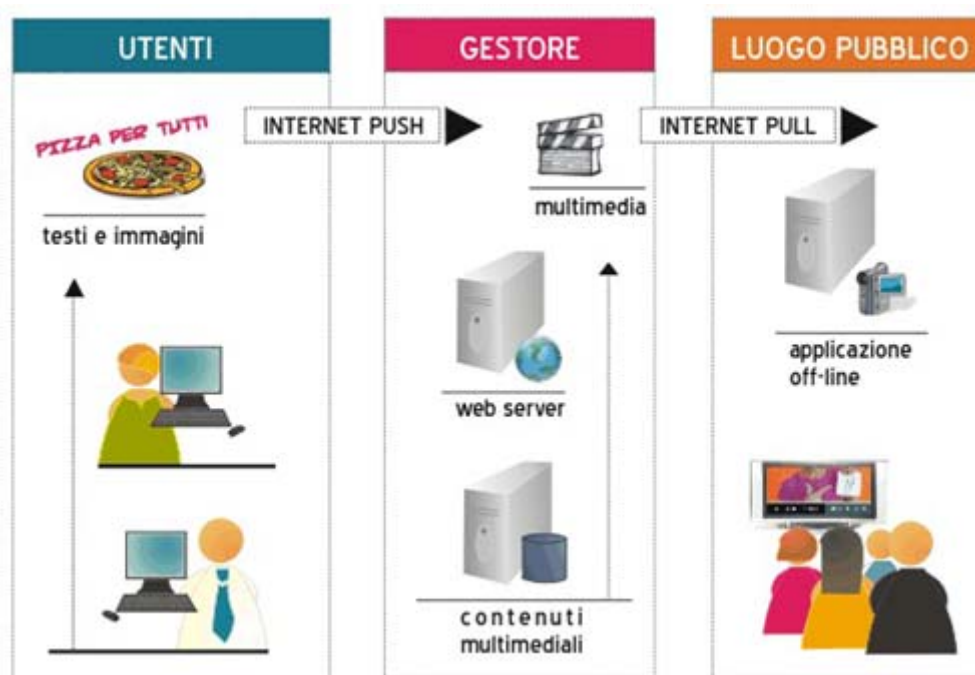 UTENTI
GESTORE
LUOGO PUBBLICO
PIZZA PER TUTTI
testi e immagini
INTERNET PUSH
multimedia
web server
contenuti
multimediali
INTERNET PULL
applicazione
off-line